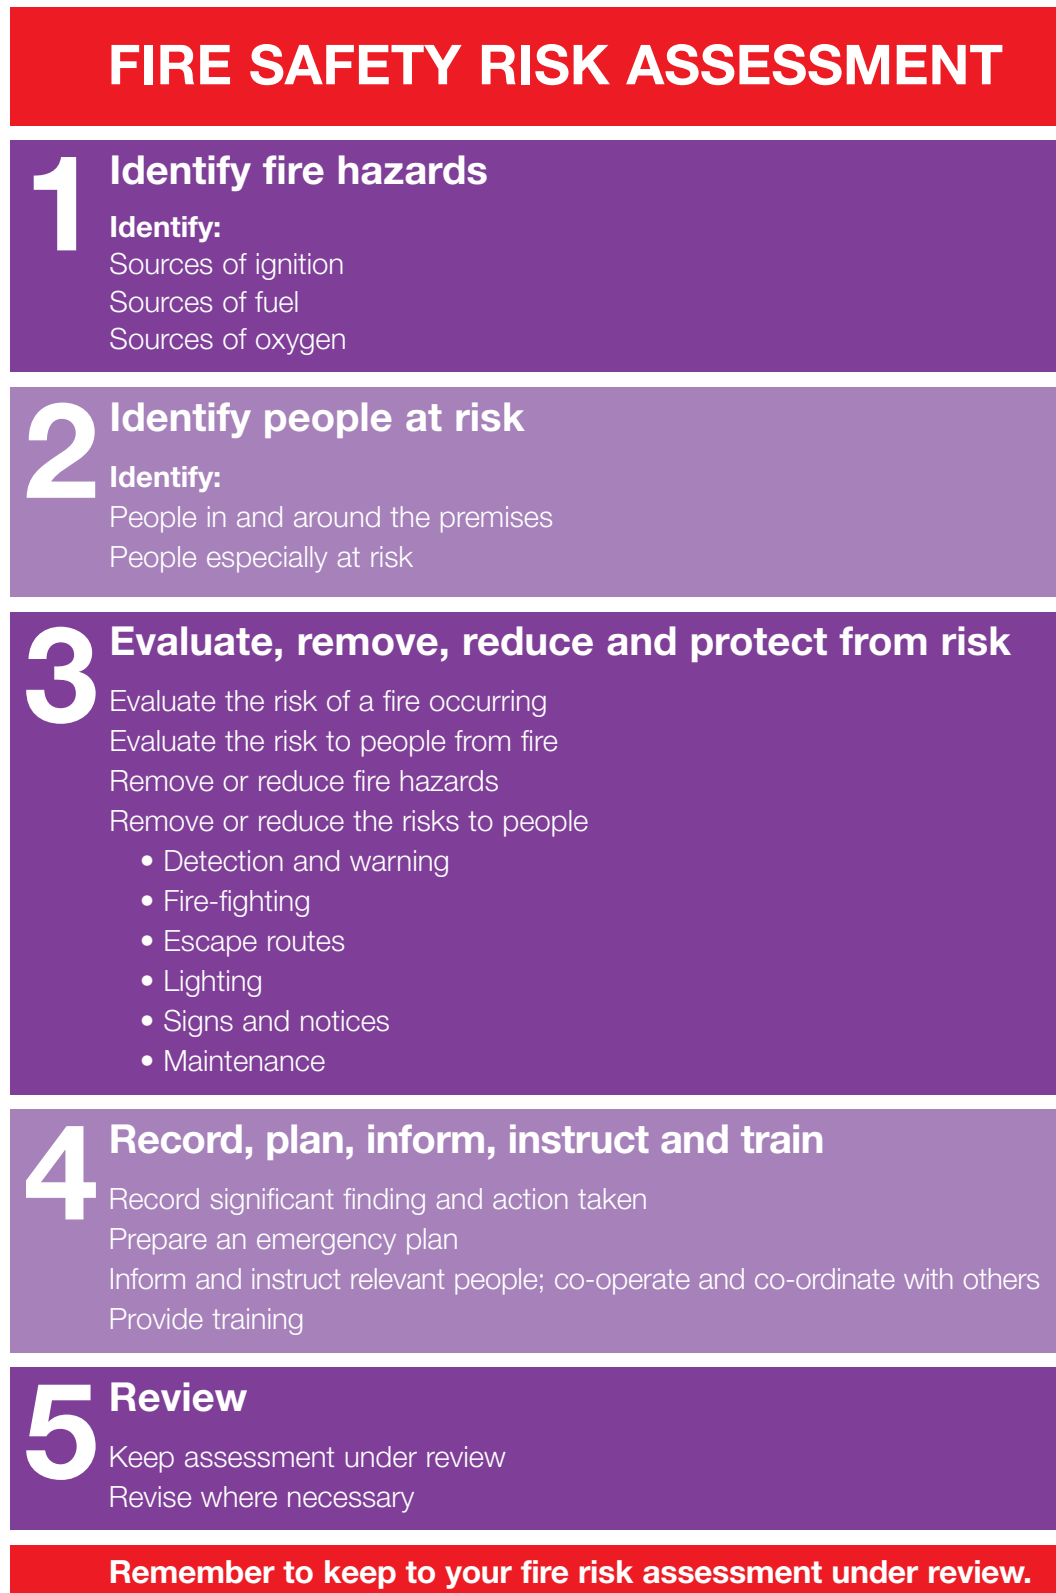 FIRE SAFETY RISK ASSESSMENT
1 Identify fire hazards
Identify:
Sources of ignition
Sources of fuel
Sources of oxygen
2 Identify people at risk
Identify:
People in and around the premises
People especially at risk
3 Evaluate, remove, reduce and protect from risk
Evaluate the risk of a fire occurring
Evaluate the risk to people from fire
Remove or reduce fire hazards
Remove or reduce the risks to people
• Detection and warning
• Fire-fighting
• Escape routes
• Lighting
• Signs and notices
• Maintenance
4 Record, plan, inform, instruct and train
Record significant finding and action taken
Prepare an emergency plan
Inform and instruct relevant people; co-operate and co-ordinate with others
Provide training
5 Review
Keep assessment under review
Revise where necessary
Remember to keep to your fire risk assessment under review.